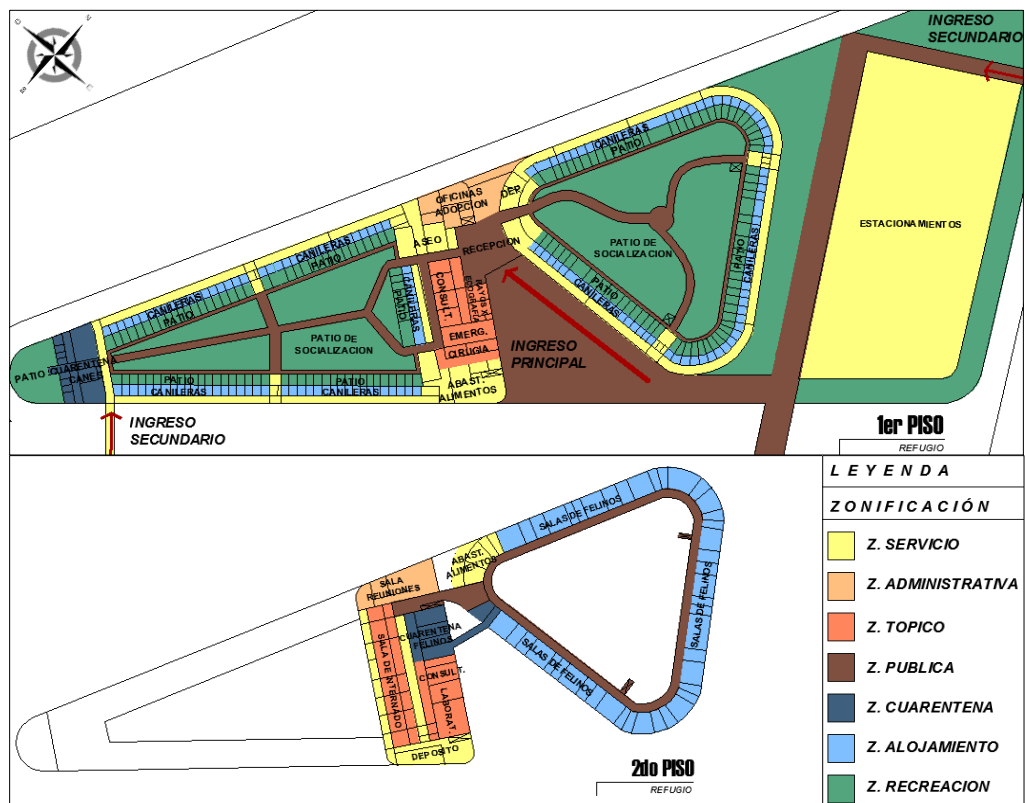 INGRESO
SECUNDARIO
CANILERAS
PATIO
OFICINAS
ADOPCION
DEP.
ASEO
RECEPCION
ESTACIONAMIENTOS
PATIO DE
SOCIALIZACION
PATIO
CANILERAS
PATIO
CANILERAS
CANILERAS
PATIO
CANILERAS
PATIO
CANILERAS
PATIO
CONSULT.
RAYOS X
ECOGRAFIA
PATIO DE
SOCIALIZACION
EMERG.
CIRUGIA
INGRESO
PRINCIPAL
PATIO
CUARENTENA
CANES
PATIO
CANILERAS
PATIO
CANILERAS
ABAST.
ALIMENTOS
INGRESO
SECUNDARIO
1er PISO
REFUGIO
SALAS DE FELINOS
ABAST.
ALIMENTOS
SALA
REUNIONES
CUARENTENA
FELINOS
SALA DE INTERNADO
CONSULT.
LABORAT.
DEPOSITO
SALAS DE FELINOS
SALAS DE FELINOS
2do PISO
REFUGIO
LEYENDA
ZONIFICACIÓN
Z. SERVICIO
Z. ADMINISTRATIVA
Z. TOPICO
Z. PUBLICA
Z. CUARENTENA
Z. ALOJAMIENTO
Z. RECREACION